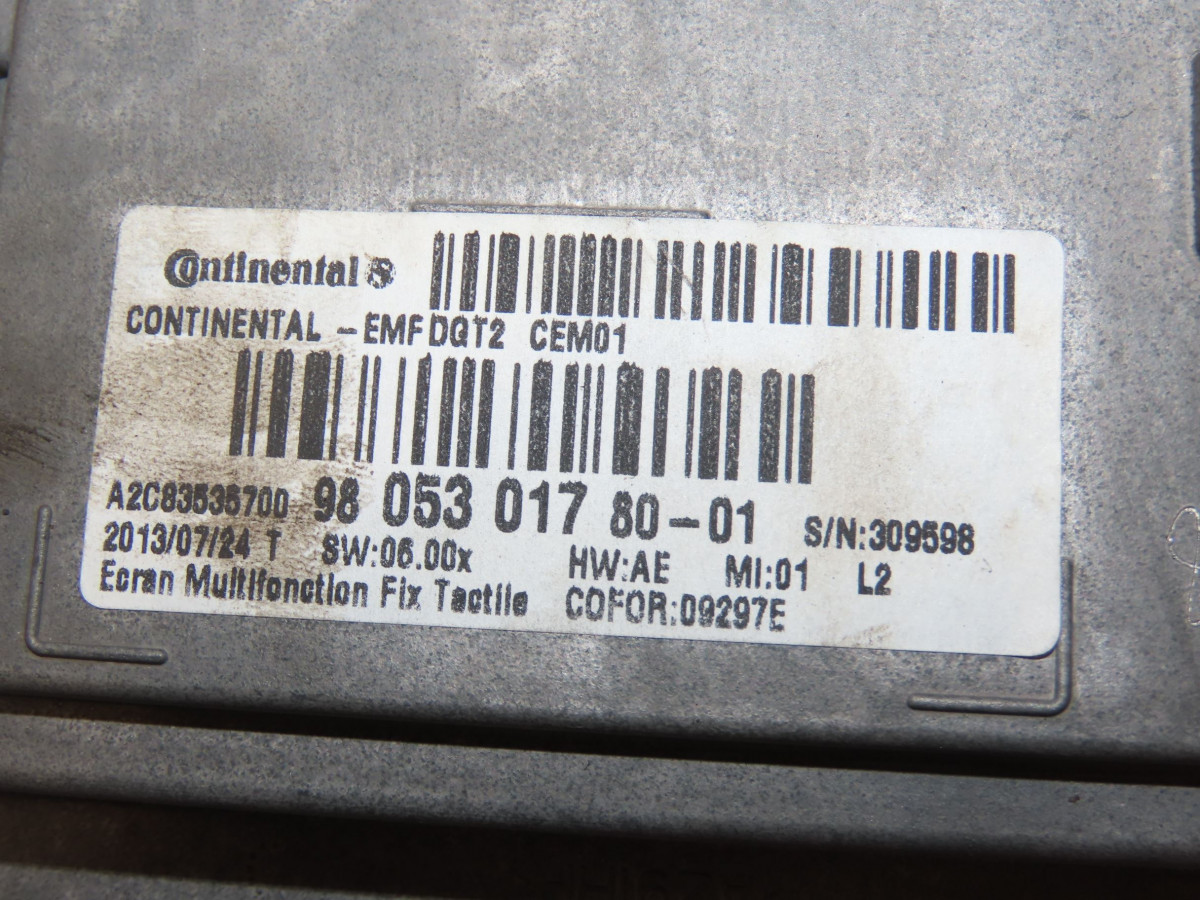 Continental
CONTINENTAL - EMF DGT2 CEM01
A2C83535700 98 053 017 80-01 S/N:309598
2013/07/24 T SW:06.00x HW:AE MI:01 L2
Ecran Multifonction Fix Tactile COFOR:09297E